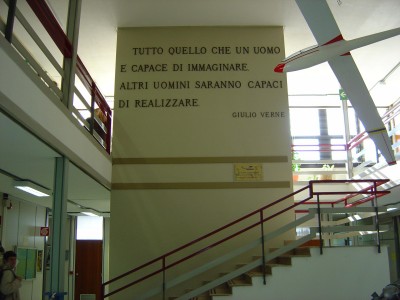 TUTTO QUELLO CHE UN UOMO
E CAPACE DI IMMAGINARE.
ALTRI UOMINI SARANNO CAPACI
DI REALIZZARE.
GIULIO VERNE